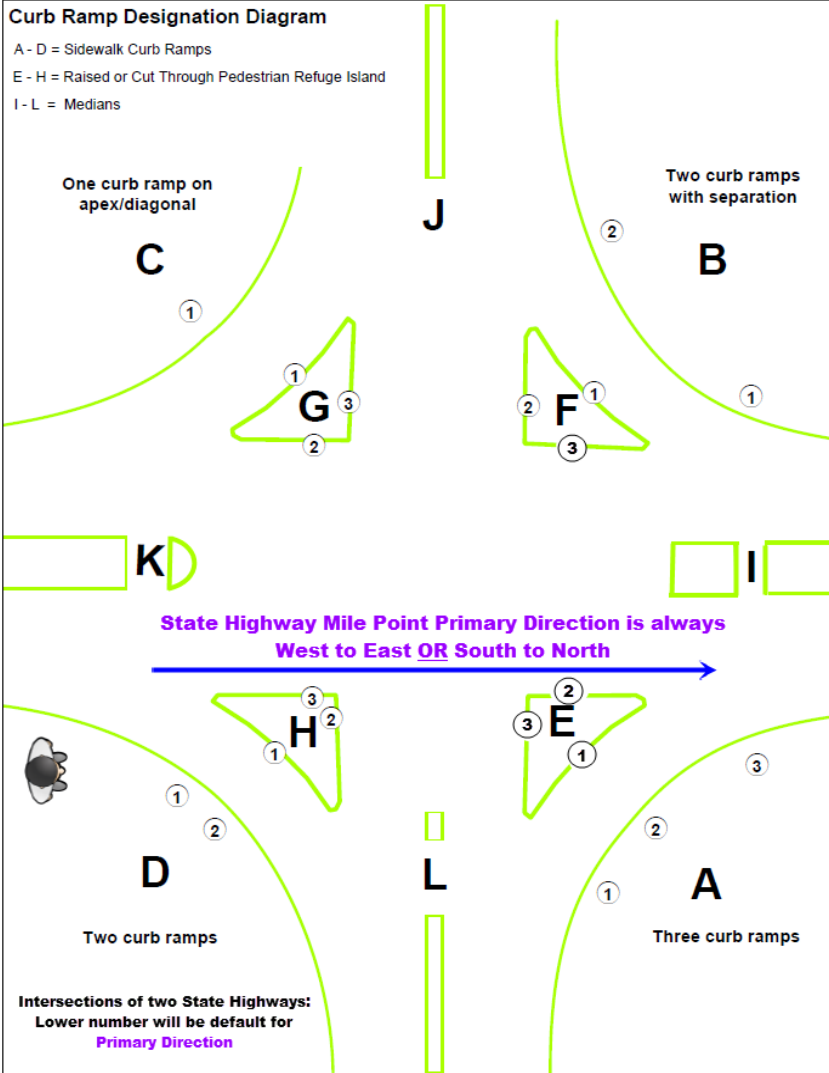 Curb Ramp Designation Diagram
A - D = Sidewalk Curb Ramps
E - H = Raised or Cut Through Pedestrian Refuge Island
I - L = Medians
One curb ramp on
apex/diagonal
C
1
J
Two curb ramps
with separation
2
B
1
1
G
3
2
2
F
1
3
K
I
State Highway Mile Point Primary Direction is always
West to East OR South to North
3
H
2
1
2
3
E
1
1
2
D
Two curb ramps
L
3
2
1
A
Three curb ramps
Intersections of two State Highways:
Lower number will be default for
Primary Direction